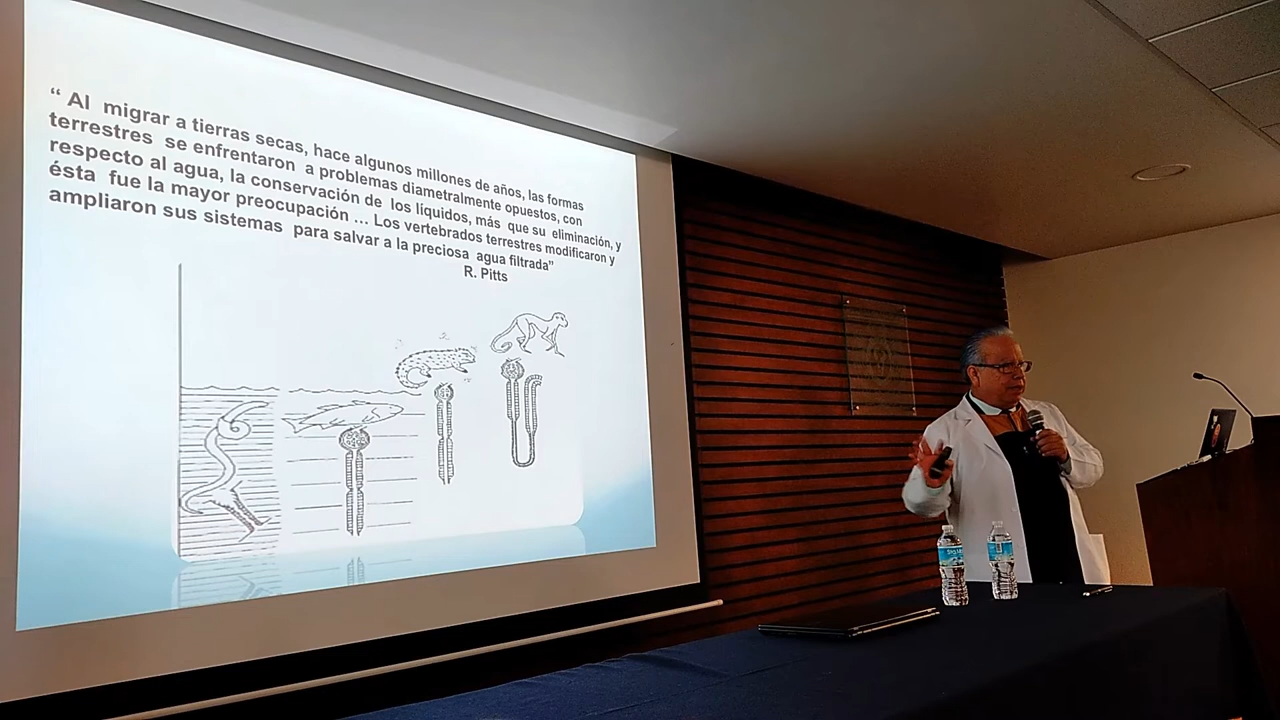 “ Al migrar a tierras secas, hace algunos millones de años, las formas
terrestres se enfrentaron a problemas diametralmente opuestos, con
respecto al agua, la conservación de los líquidos, más que su eliminación, y
ésta fue la mayor preocupación ... Los vertebrados terrestres modificaron y
ampliaron sus sistemas para salvar a la preciosa agua filtrada”
R. Pitts